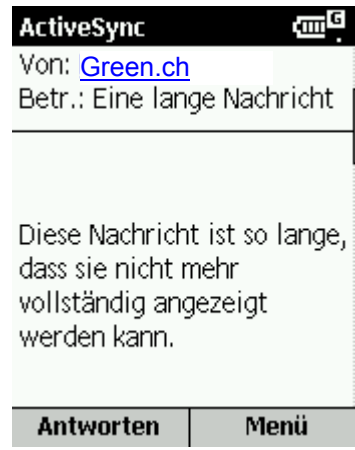 ActiveSync G
Von: Green.ch
Betr.: Eine lange Nachricht
Diese Nachricht ist so lange,
dass sie nicht mehr
vollständig angezeigt
werden kann.
Antworten Menü